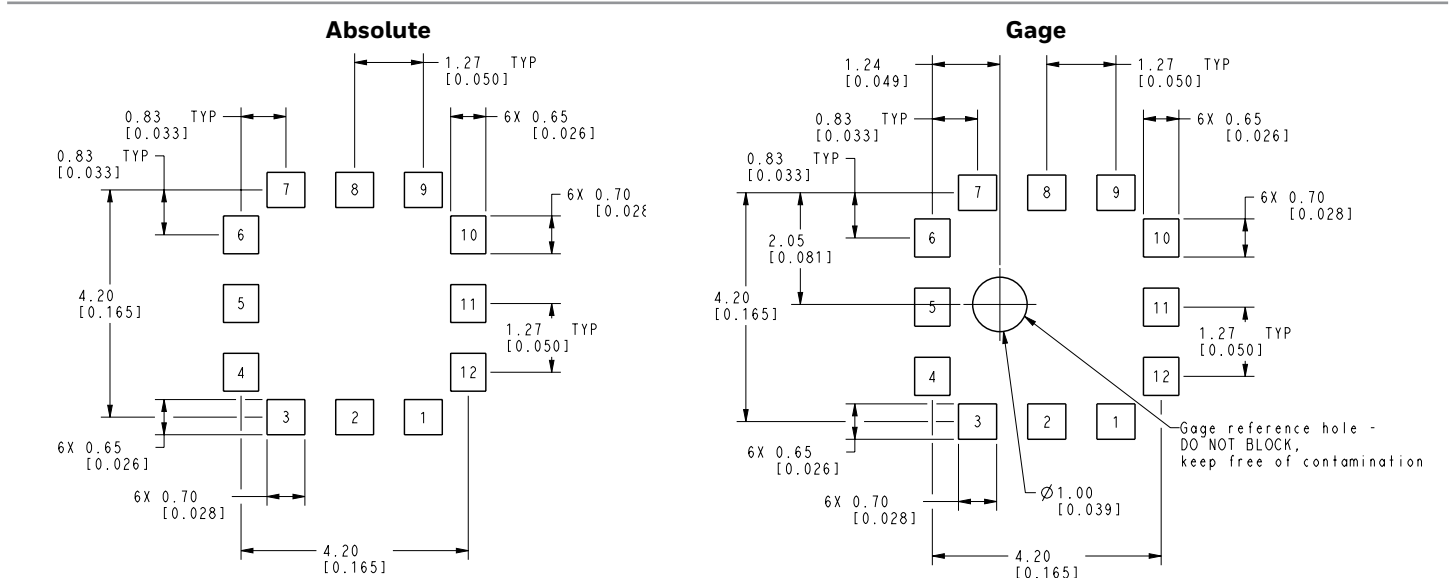 Absolute
1.27 TYP
[0.050]
0.83 TYP
[0.033]
6X 0.65
[0.026]
0.83 TYP
[0.033]
7
8
9
6X 0.70
[0.028
6
10
4.20
[0.165]
5
11
1.27 TYP
[0.050]
4
12
3
2
1
6X 0.65
[0.026]
6X 0.70
[0.028]
4.20
[0.165]
Gage
1.24
[0.049]
1.27 TYP
[0.050]
0.83 TYP
[0.033]
6X 0.65
[0.026]
0.83 TYP
[0.033]
7
8
9
6X 0.70
[0.028]
6
10
2.05
[0.081]
4.20
[0.165]
5
11
1.27 TYP
[0.050]
4
12
3
2
1
Gage reference hole -
DO NOT BLOCK,
keep free of contamination
6X 0.65
[0.026]
6X 0.70
[0.028]
Ø1.00
[0.039]
4.20
[0.165]